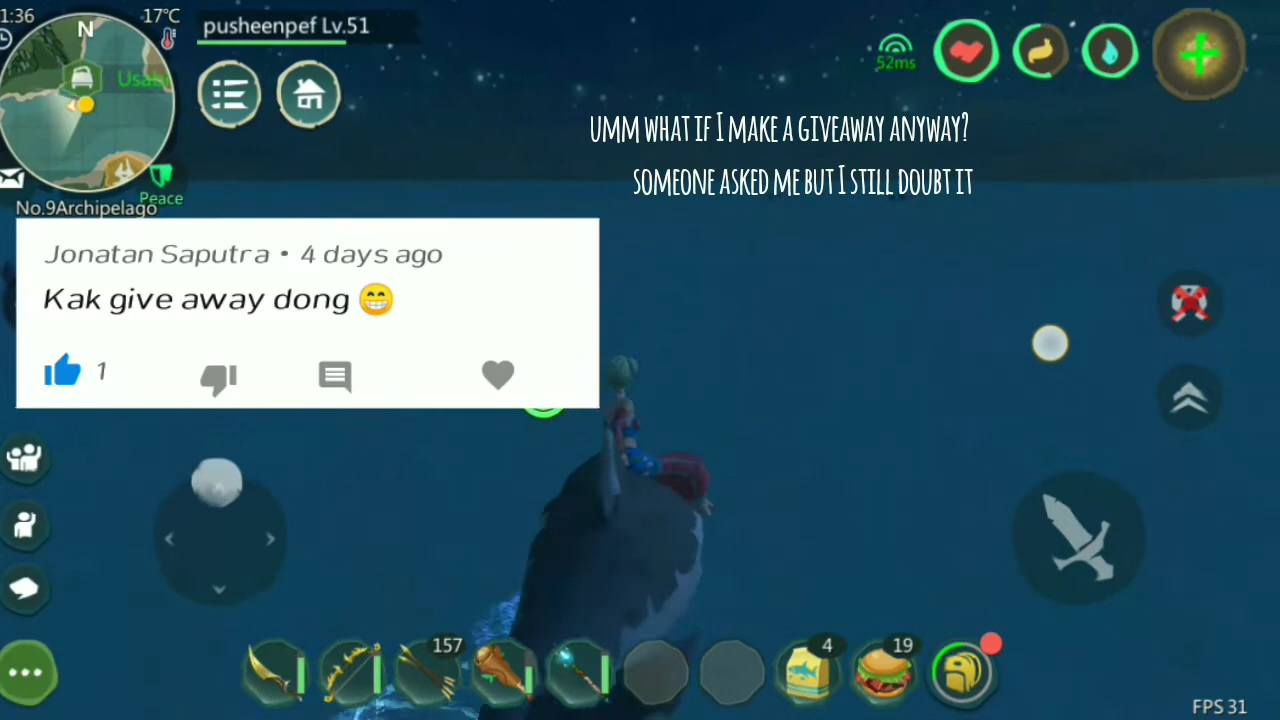 1:36
17°C
pusheenpef Lv.51
N
52ms
UMM WHAT IF I MAKE A GIVEAWAY ANYWAY?
SOMEONE ASKED ME BUT I STILL DOUBT IT
Peace
No.9Archipelago
Jonatan Saputra • 4 days ago
Kak give away dong 😁
1
157
4
19
FPS 31